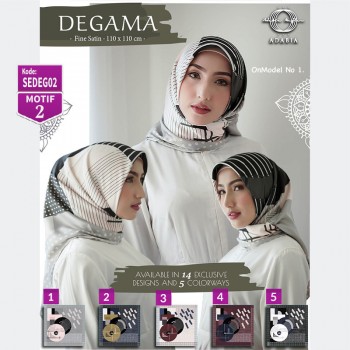 DEGAMA
- Fine Satin - 110 x 110 cm -
AZARIA
Kode:
SEDEG02
MOTIF
2
OnModel No 1.
AVAILABLE IN 14 EXCLUSIVE
DESIGNS AND 5 COLORWAYS
1
2
3
4
5